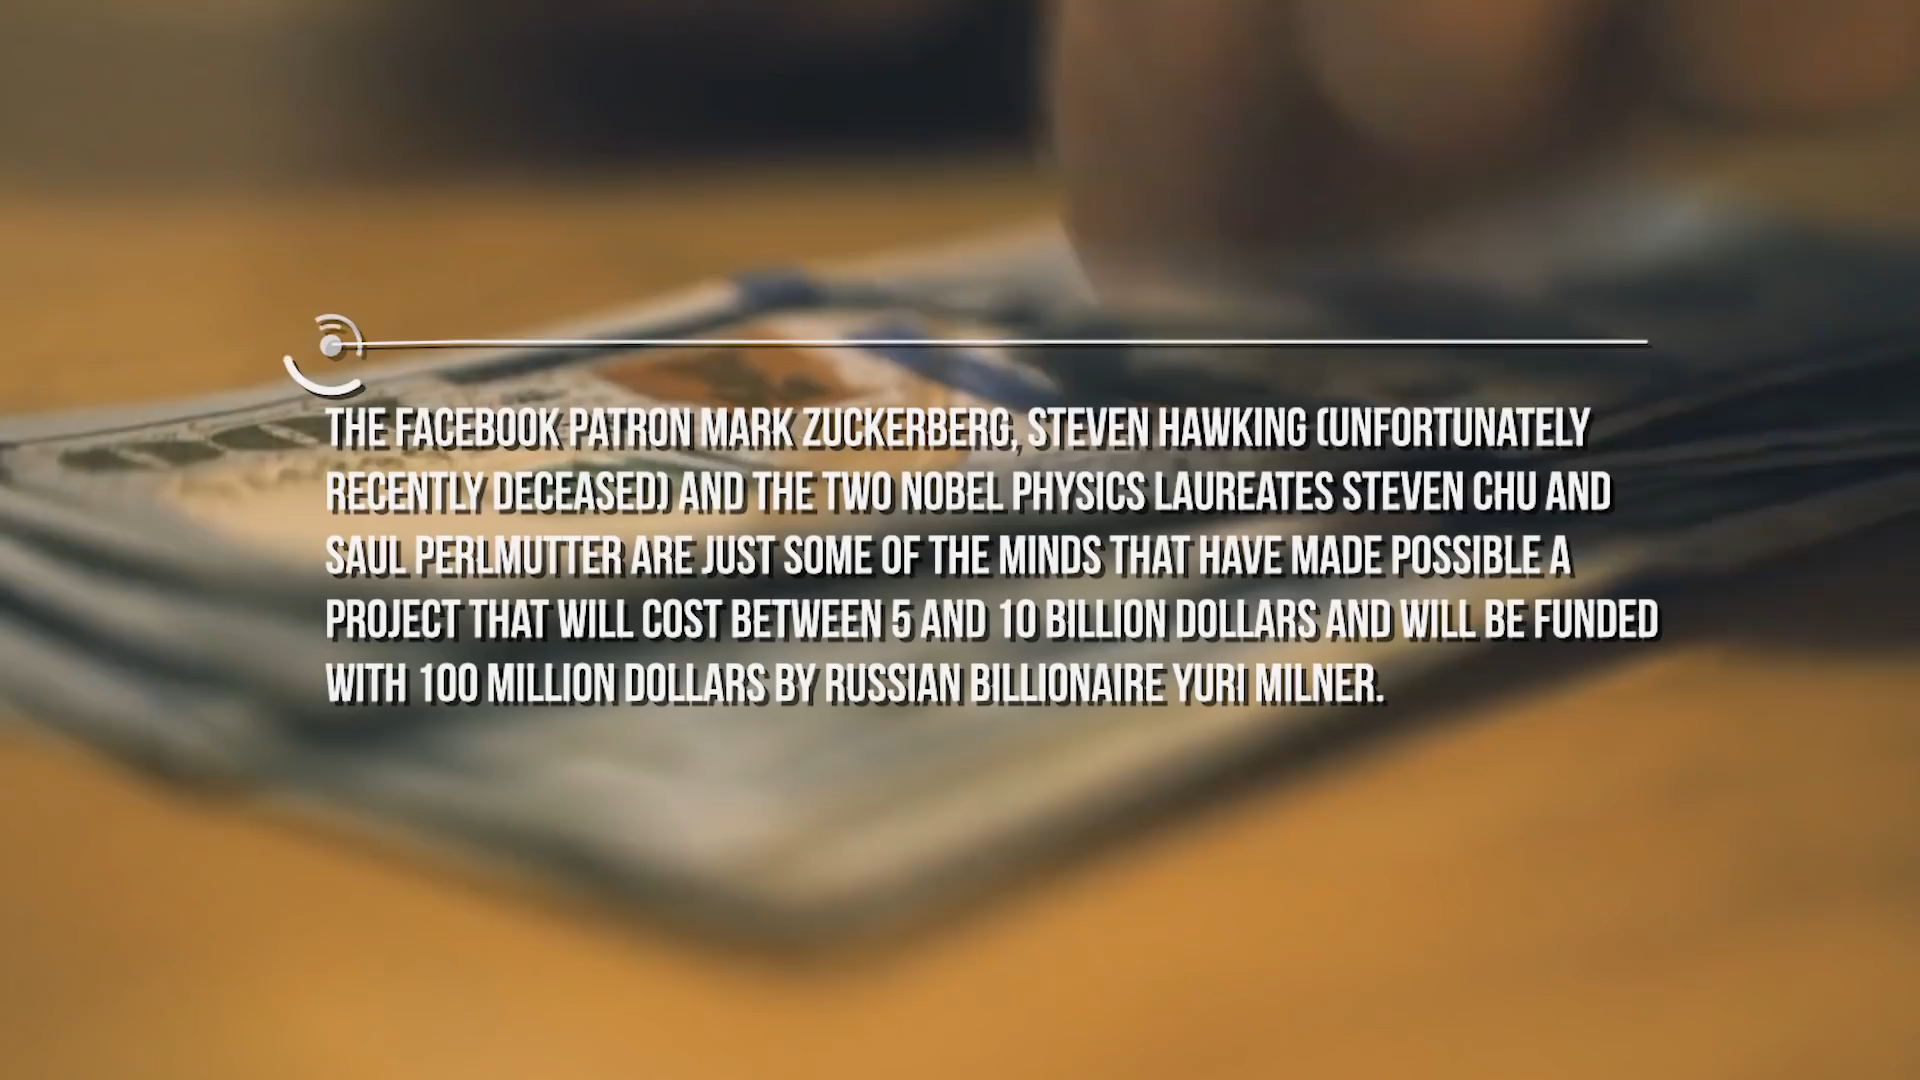 THE FACEBOOK PATRON MARK ZUCKERBERG, STEVEN HAWKING (UNFORTUNATELY
RECENTLY DECEASED) AND THE TWO NOBEL PHYSICS LAUREATES STEVEN CHU AND
SAUL PERLMUTTER ARE JUST SOME OF THE MINDS THAT HAVE MADE POSSIBLE A
PROJECT THAT WILL COST BETWEEN 5 AND 10 BILLION DOLLARS AND WILL BE FUNDED
WITH 100 MILLION DOLLARS BY RUSSIAN BILLIONAIRE YURI MILNER.